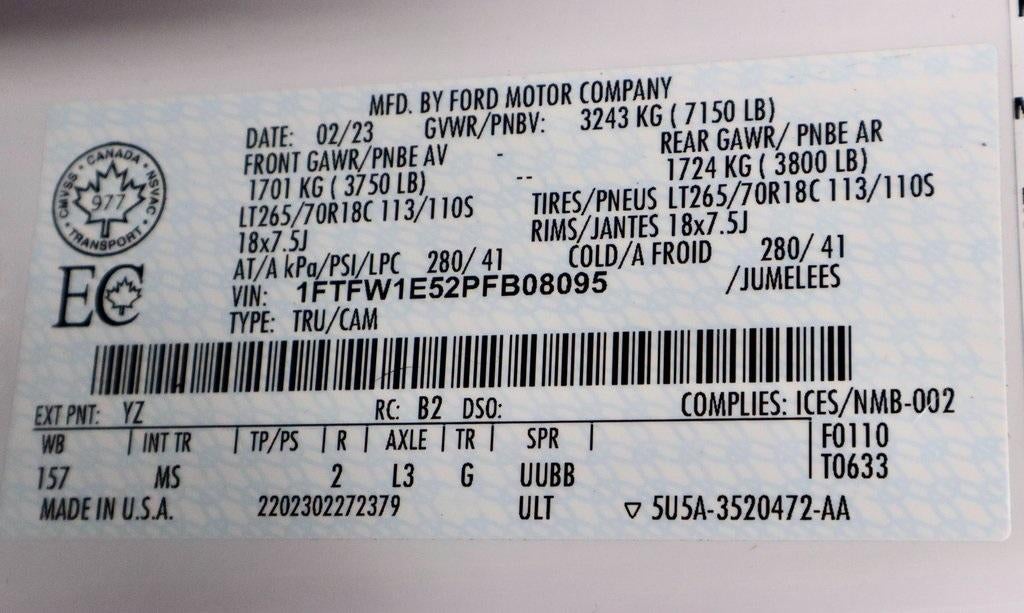 MFD. BY FORD MOTOR COMPANY
DATE: 02/23 GVWR/PNBV: 3243 KG ( 7150 LB)
FRONT GAWR/PNBE AV - REAR GAWR/ PNBE AR
1701 KG ( 3750 LB) -- 1724 KG ( 3800 LB)
LT265/70R18C 113/110S TIRES/PNEUS LT265/70R18C 113/110S
18x7.5J RIMS/JANTES 18x7.5J
AT/A kPa/PSI/LPC 280/ 41 COLD/A FROID 280/ 41
VIN: 1FTFW1E52PFB08095 /JUMELEES
TYPE: TRU/CAM
CANADA
CMVSS NSVAC
977
TRANSPORT
EC
EXT PNT: YZ RC: B2 DSO: COMPLIES: ICES/NMB-002
WB | INT TR | TP/PS | R | AXLE | TR | SPR | F0110
157 MS 2 L3 G UUBB T0633
MADE IN U.S.A. 2202302272379 ULT ▽ 5U5A-3520472-AA